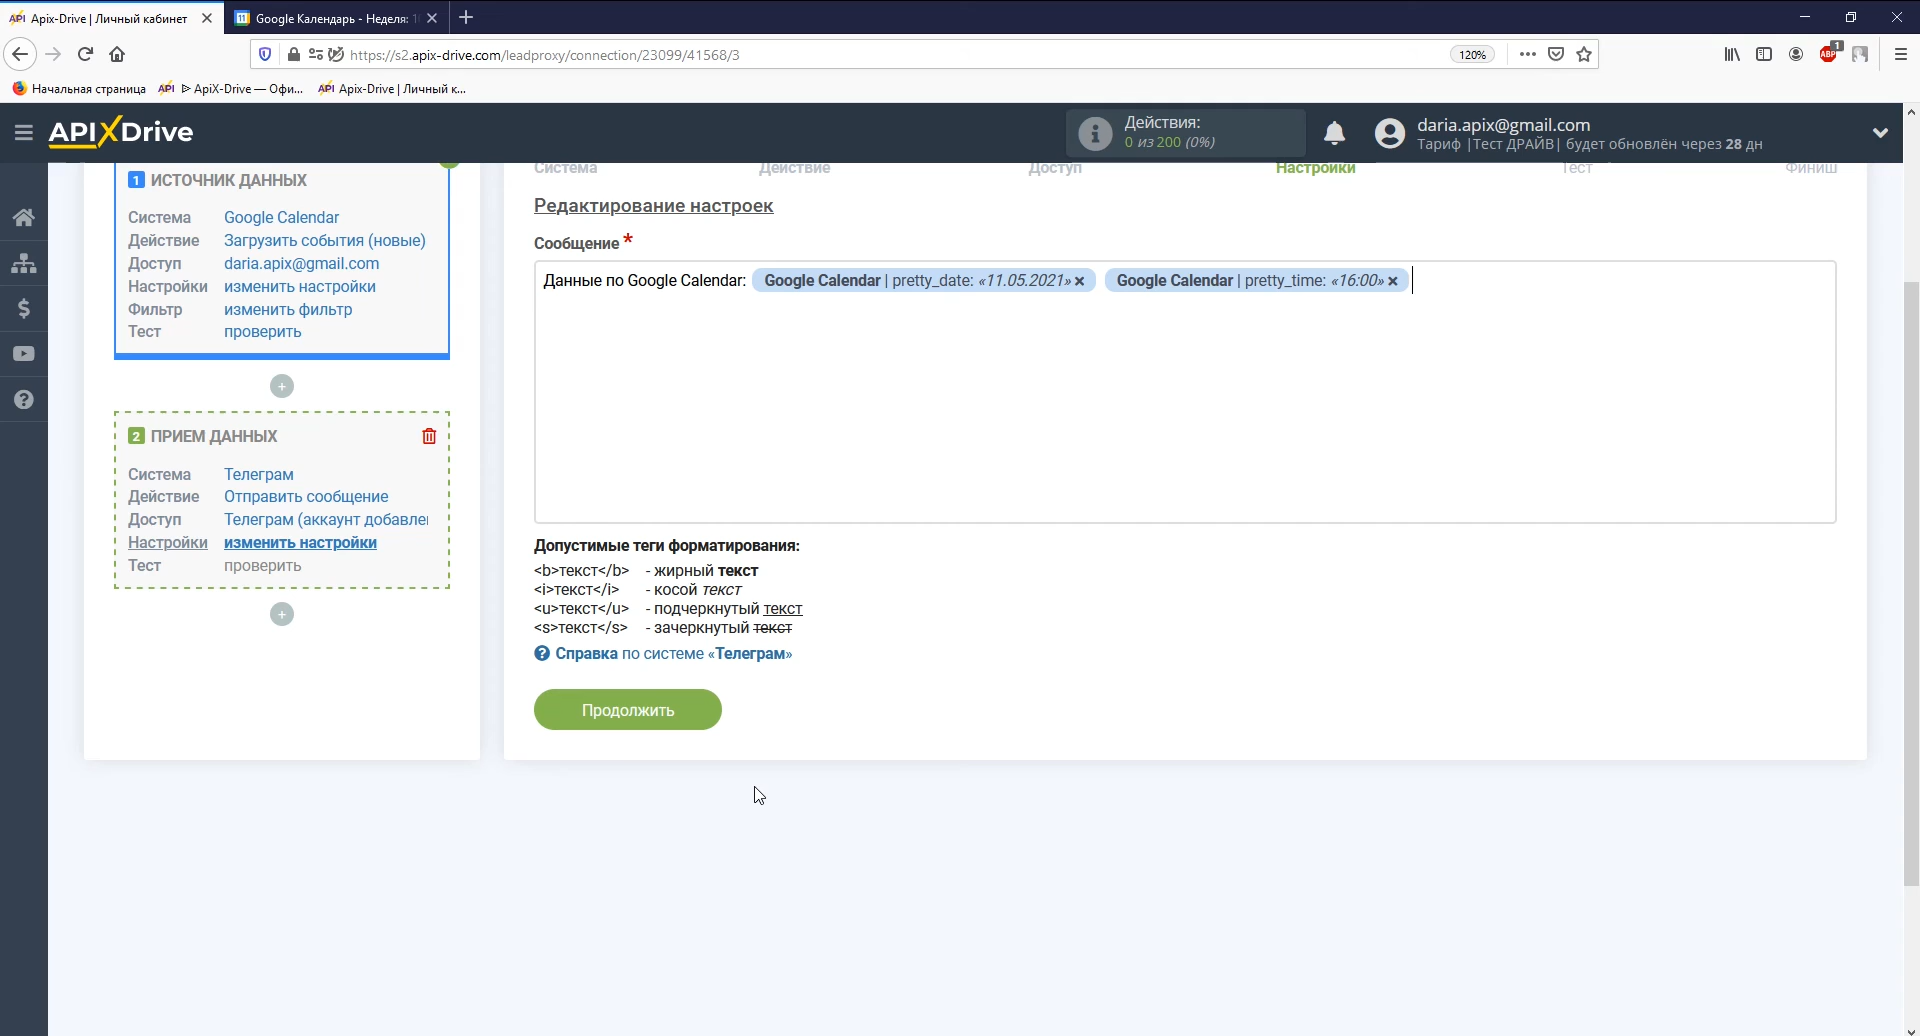 Apix-Drive | Личный кабинет
Google Календарь - Неделя: 1
https://s2.apix-drive.com/leadproxy/connection/23099/41568/3
120%
ABP
1
Начальная страница
API ᐈ ApiX-Drive — Офи...
API Apix-Drive | Личный к...
APIXDrive
Действия:
0 из 200 (0%)
daria.apix@gmail.com
Тариф |Тест ДРАЙВ| будет обновлён через 28 дн
1 ИСТОЧНИК ДАННЫХ
Система Google Calendar
Действие Загрузить события (новые)
Доступ daria.apix@gmail.com
Настройки изменить настройки
Фильтр изменить фильтр
Тест проверить
2 ПРИЕМ ДАННЫХ
Система Телеграм
Действие Отправить сообщение
Доступ Телеграм (аккаунт добавлен
Настройки изменить настройки
Тест проверить
Система Действие Доступ Настройки Тест Финиш
Редактирование настроек
Сообщение *
Данные по Google Calendar: Google Calendar | pretty_date: «11.05.2021» × Google Calendar | pretty_time: «16:00» ×
Допустимые теги форматирования:
<b>текст</b> - жирный текст
<i>текст</i> - косой текст
<u>текст</u> - подчеркнутый текст
<s>текст</s> - зачеркнутый текст
Справка по системе «Телеграм»
Продолжить